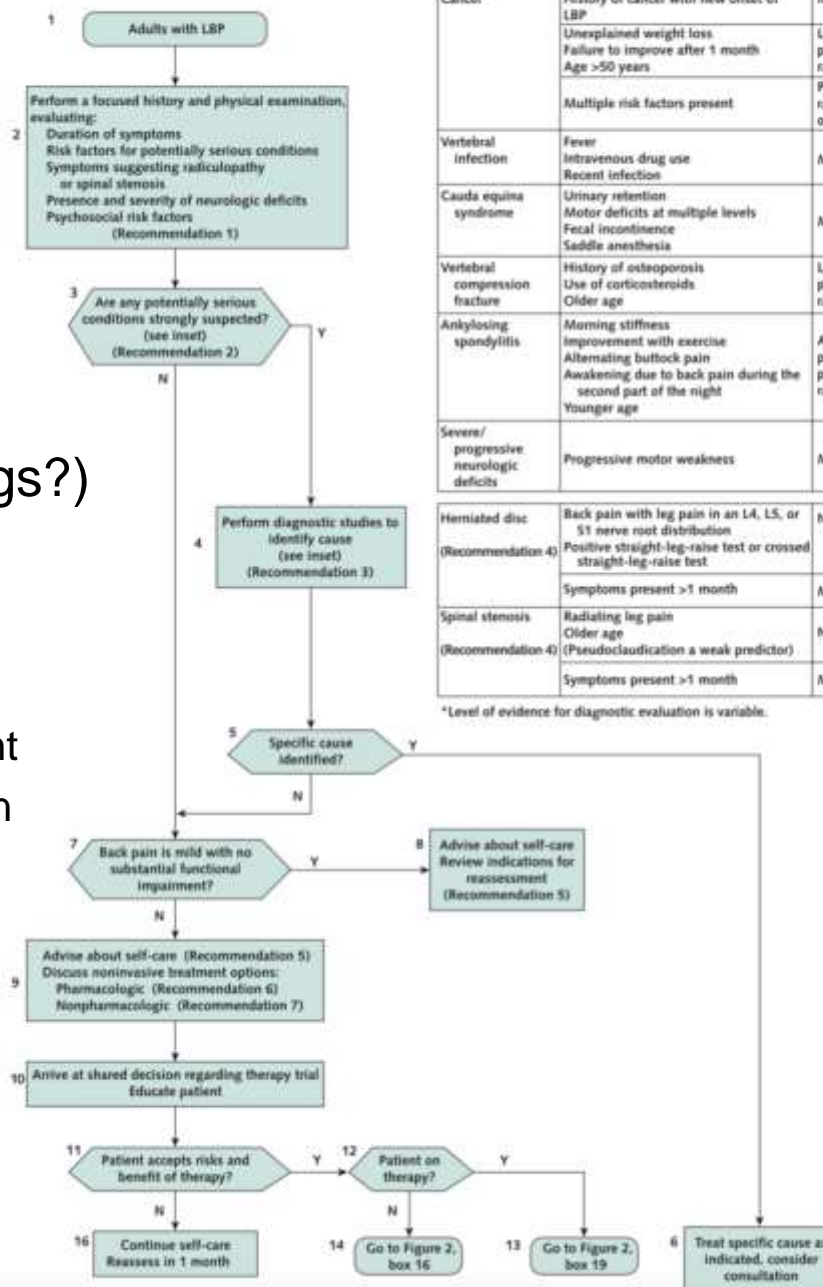 1
Adults with LBP
2
Perform a focused history and physical examination,
evaluating:
Duration of symptoms
Risk factors for potentially serious conditions
Symptoms suggesting radiculopathy
or spinal stenosis
Presence and severity of neurologic deficits
Psychosocial risk factors
(Recommendation 1)
3
Are any potentially serious
conditions strongly suspected?
(see inset)
(Recommendation 2)
Y
N
gs?)
4
Perform diagnostic studies to
identify cause
(see inset)
(Recommendation 3)
nt
n
5
Specific cause
identified?
Y
N
7
Back pain is mild with no
substantial functional
impairment?
Y
N
8
Advise about self-care
Review indications for
reassessment
(Recommendation 5)
9
Advise about self-care (Recommendation 5)
Discuss noninvasive treatment options:
Pharmacologic (Recommendation 6)
Nonpharmacologic (Recommendation 7)
10
Arrive at shared decision regarding therapy trial
Educate patient
11
Patient accepts risks and
benefit of therapy?
Y
N
12
Patient on
therapy?
Y
N
16
Continue self-care
Reassess in 1 month
14
Go to Figure 2,
box 16
13
Go to Figure 2,
box 19
6
Treat specific cause as
indicated, consider
consultation
Cancer
History of cancer with new onset of
LBP
Unexplained weight loss
Failure to improve after 1 month
Age >50 years
Multiple risk factors present
Vertebral
infection
Fever
Intravenous drug use
Recent infection
Cauda equina
syndrome
Urinary retention
Motor deficits at multiple levels
Fecal incontinence
Saddle anesthesia
Vertebral
compression
fracture
History of osteoporosis
Use of corticosteroids
Older age
Ankylosing
spondylitis
Morning stiffness
Improvement with exercise
Alternating buttock pain
Awakening due to back pain during the
second part of the night
Younger age
Severe/
progressive
neurologic
deficits
Progressive motor weakness
Herniated disc
(Recommendation 4)
Back pain with leg pain in an L4, L5, or
S1 nerve root distribution
Positive straight-leg-raise test or crossed
straight-leg-raise test
Symptoms present >1 month
Spinal stenosis
(Recommendation 4)
Radiating leg pain
Older age
(Pseudoclaudication a weak predictor)
Symptoms present >1 month
*Level of evidence for diagnostic evaluation is variable.